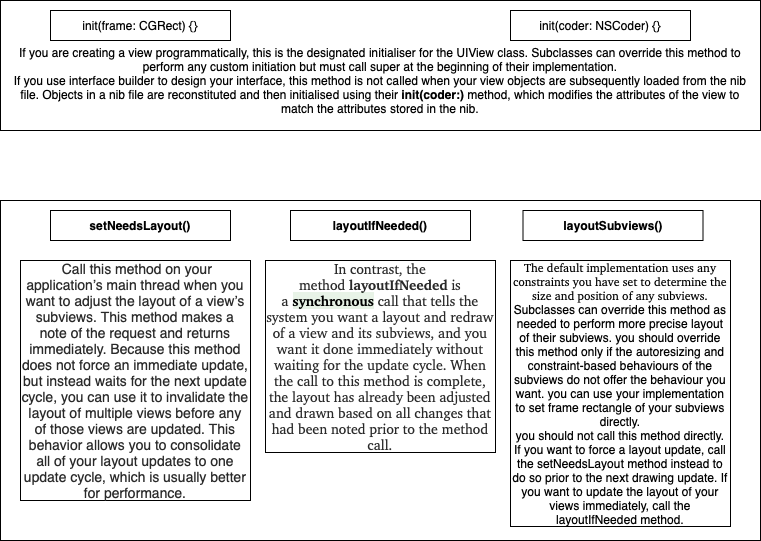 init(frame: CGRect) {}
init(coder: NSCoder) {}
If you are creating a view programmatically, this is the designated initialiser for the UIView class. Subclasses can override this method to
perform any custom initiation but must call super at the beginning of their implementation.
If you use interface builder to design your interface, this method is not called when your view objects are subsequently loaded from the nib
file. Objects in a nib file are reconstituted and then initialised using their init(coder:) method, which modifies the attributes of the view to
match the attributes stored in the nib.
setNeedsLayout()
layoutIfNeeded()
layoutSubviews()
Call this method on your
application’s main thread when you
want to adjust the layout of a view’s
subviews. This method makes a
note of the request and returns
immediately. Because this method
does not force an immediate update,
but instead waits for the next update
cycle, you can use it to invalidate the
layout of multiple views before any
of those views are updated. This
behavior allows you to consolidate
all of your layout updates to one
update cycle, which is usually better
for performance.
In contrast, the
method layoutIfNeeded is
a synchronous call that tells the
system you want a layout and redraw
of a view and its subviews, and you
want it done immediately without
waiting for the update cycle. When
the call to this method is complete,
the layout has already been adjusted
and drawn based on all changes that
had been noted prior to the method
call.
The default implementation uses any
constraints you have set to determine the
size and position of any subviews.
Subclasses can override this method as
needed to perform more precise layout
of their subviews. you should override
this method only if the autoresizing and
constraint-based behaviours of the
subviews do not offer the behaviour you
want. you can use your implementation
to set frame rectangle of your subviews
directly.
you should not call this method directly.
If you want to force a layout update, call
the setNeedsLayout method instead to
do so prior to the next drawing update. If
you want to update the layout of your
views immediately, call the
layoutIfNeeded method.